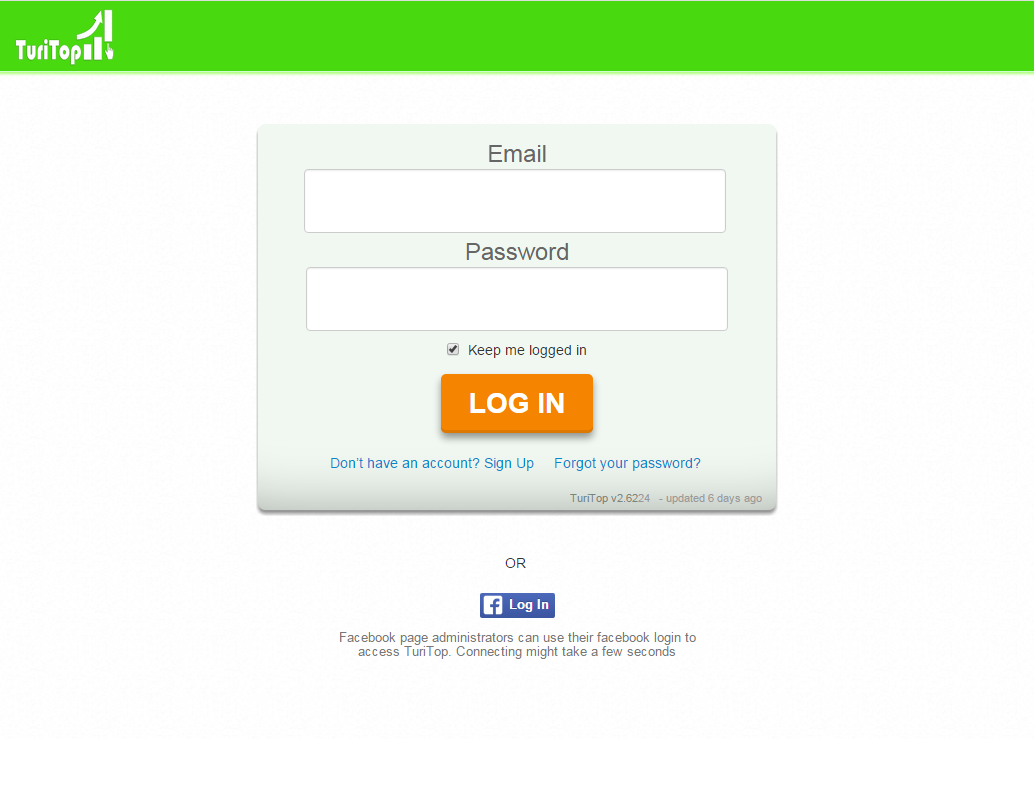 TuriTop
Email
Password
Keep me logged in
LOG IN
Don't have an account? Sign Up Forgot your password?
TuriTop v2.6224 - updated 6 days ago
OR
Log In
Facebook page administrators can use their facebook login to
access TuriTop. Connecting might take a few seconds